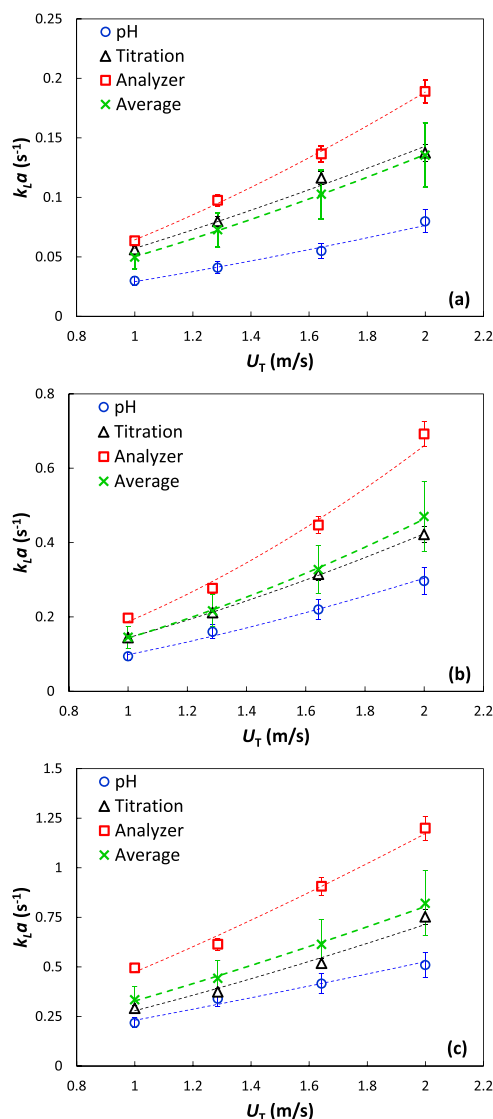 0.25
0.2
0.15
0.1
0.05
0
k_L a (s⁻¹)
pH
Titration
Analyzer
Average
(a)
0.8 1 1.2 1.4 1.6 1.8 2 2.2
U_T (m/s)
0.8
0.6
0.4
0.2
0
k_L a (s⁻¹)
pH
Titration
Analyzer
Average
(b)
0.8 1 1.2 1.4 1.6 1.8 2 2.2
U_T (m/s)
1.5
1.25
1
0.75
0.5
0.25
0
k_L a (s⁻¹)
pH
Titration
Analyzer
Average
(c)
0.8 1 1.2 1.4 1.6 1.8 2 2.2
U_T (m/s)